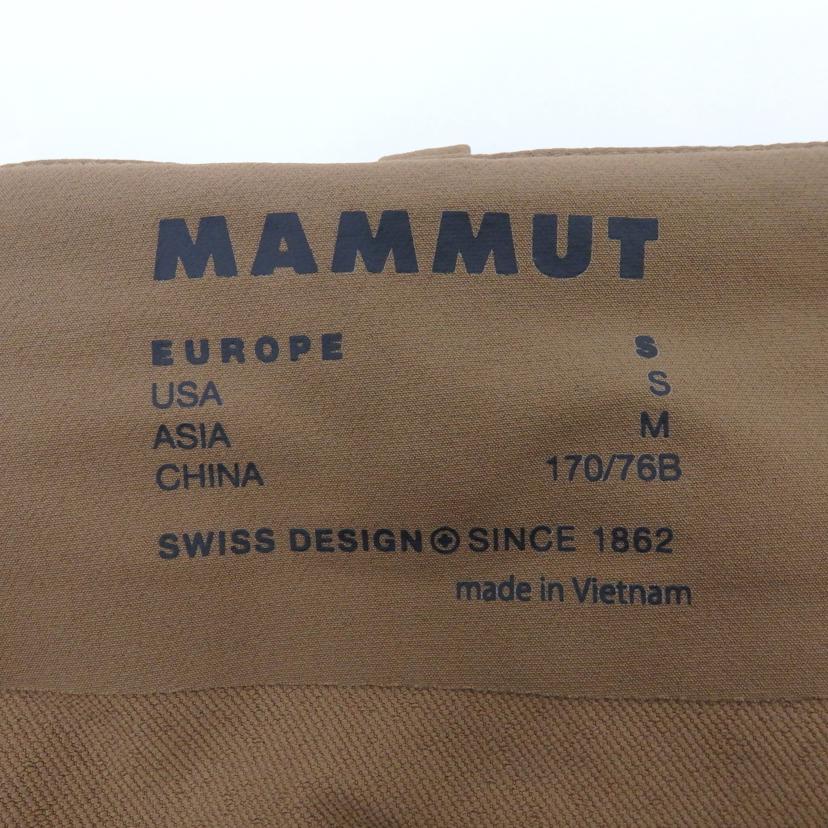 MAMMUT
EUROPE S
USA S
ASIA M
CHINA 170/76B
SWISS DESIGN SINCE 1862
made in Vietnam